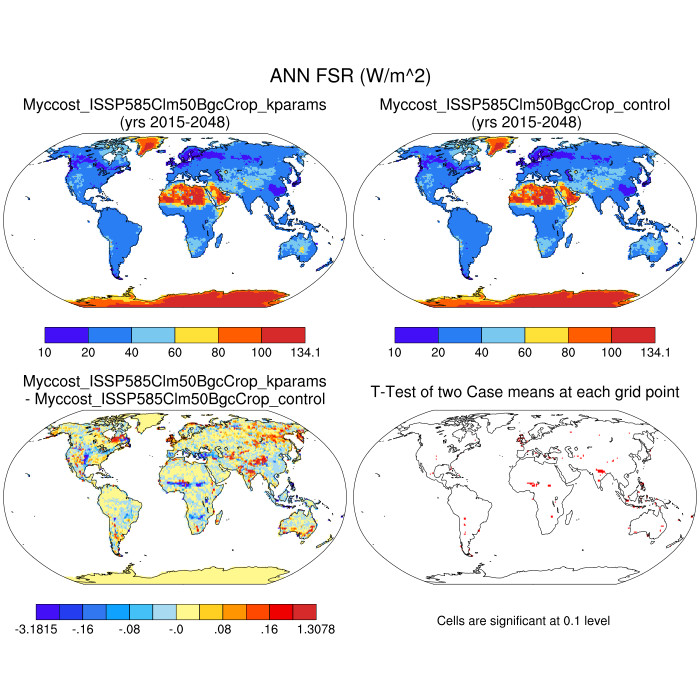 ANN FSR (W/m^2)
Myccost_ISSP585Clm50BgcCrop_kparams
(yrs 2015-2048)
Myccost_ISSP585Clm50BgcCrop_control
(yrs 2015-2048)
10 20 40 60 80 100 134.1
10 20 40 60 80 100 134.1
Myccost_ISSP585Clm50BgcCrop_kparams
- Myccost_ISSP585Clm50BgcCrop_control
T-Test of two Case means at each grid point
-3.1815 -.16 -.08 -.0 .08 .16 1.3078
Cells are significant at 0.1 level